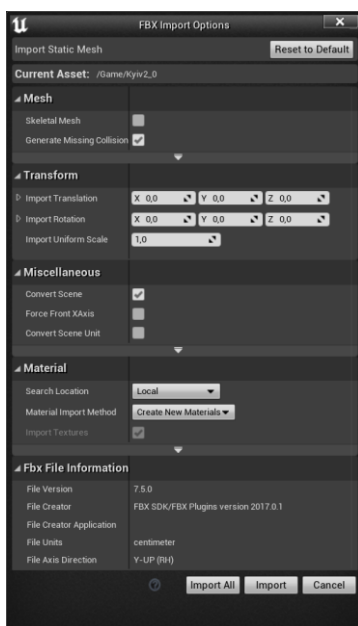 FBX Import Options
Import Static Mesh Reset to Default
Current Asset: /Game/Kyiv2_0
Mesh
Skeletal Mesh
Generate Missing Collision
Transform
Import Translation X 0,0 Y 0,0 Z 0,0
Import Rotation X 0,0 Y 0,0 Z 0,0
Import Uniform Scale 1,0
Miscellaneous
Convert Scene
Force Front XAxis
Convert Scene Unit
Material
Search Location Local
Material Import Method Create New Materials
Import Textures
Fbx File Information
File Version 7.5.0
File Creator FBX SDK/FBX Plugins version 2017.0.1
File Creator Application
File Units centimeter
File Axis Direction Y-UP (RH)
? Import All Import Cancel